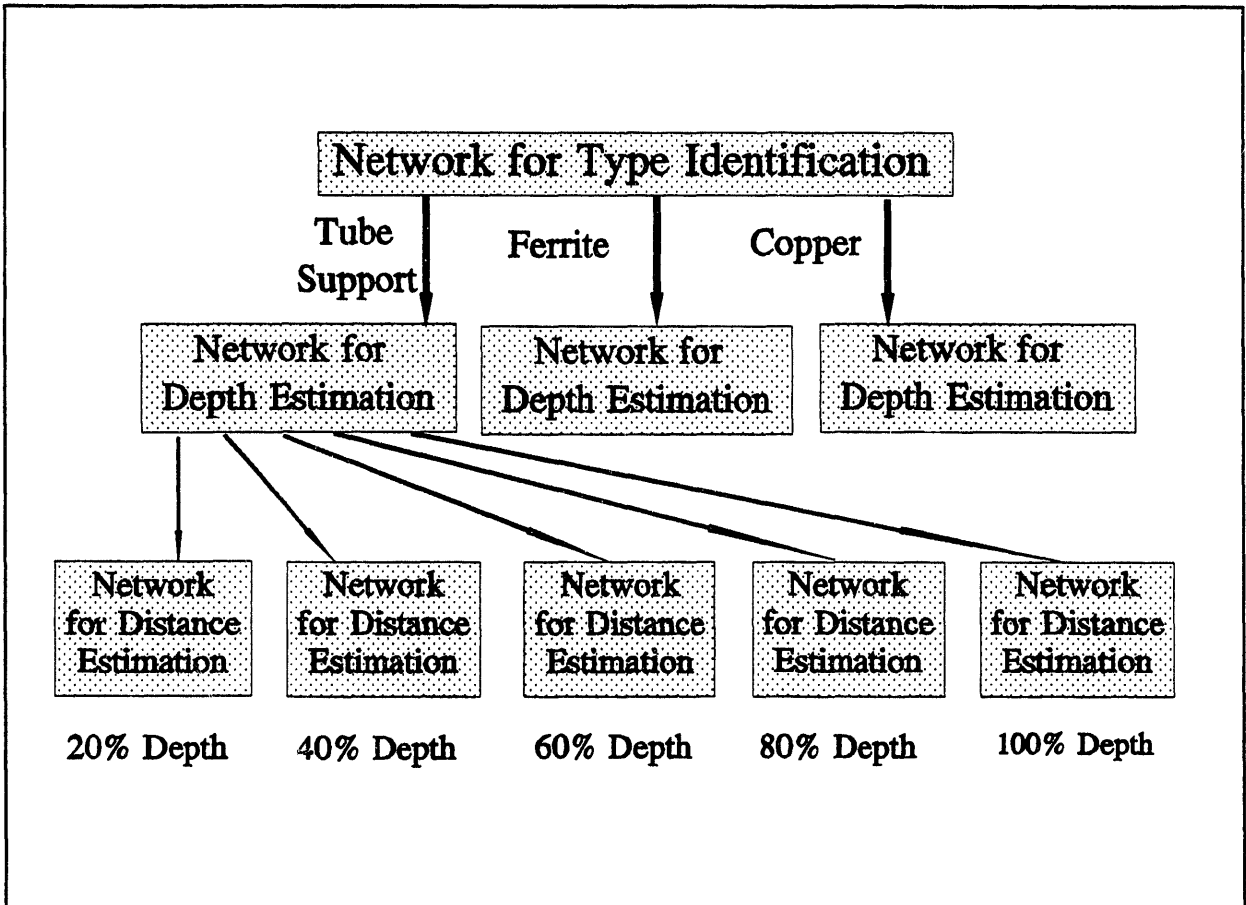 Network for Type Identification
Tube
Support
Ferrite
Copper
Network for
Depth Estimation
Network for
Depth Estimation
Network for
Depth Estimation
Network
for Distance
Estimation
Network
for Distance
Estimation
Network
for Distance
Estimation
Network
for Distance
Estimation
Network
for Distance
Estimation
20% Depth
40% Depth
60% Depth
80% Depth
100% Depth